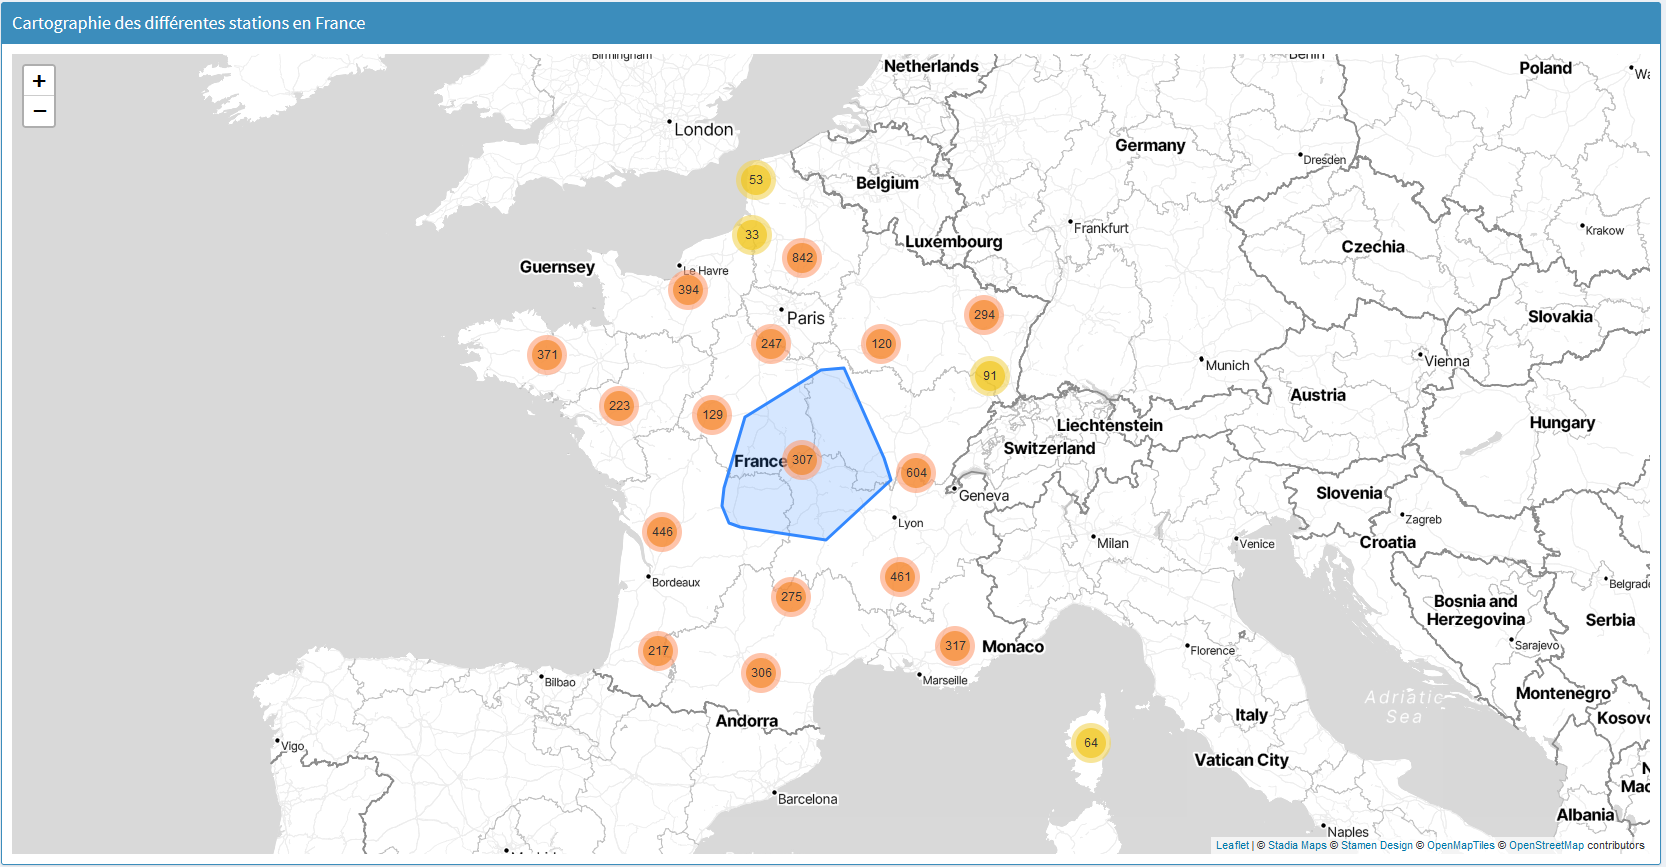 Cartographie des différentes stations en France
+
−
Birmingham
Netherlands
Berlin
Poland
London
Germany
Dresden
53
Belgium
33
Luxembourg
Frankfurt
Krakow
842
Czechia
Guernsey
Le Havre
394
294
Paris
Slovakia
247
120
371
Munich
Vienna
91
Austria
223
129
Liechtenstein
Hungary
France
307
Switzerland
604
Geneva
Slovenia
Lyon
Zagreb
446
Milan
Venice
Croatia
Bordeaux
461
Belgrade
275
Bosnia and
Herzegovina
Serbia
217
317
Monaco
Florence
Sarajevo
306
Marseille
Bilbao
Adriatic
Sea
Montenegro
Andorra
Italy
Kosovo
Vigo
64
Vatican City
Barcelona
Albania
Naples
Leaflet | © Stadia Maps © Stamen Design © OpenMapTiles © OpenStreetMap contributors